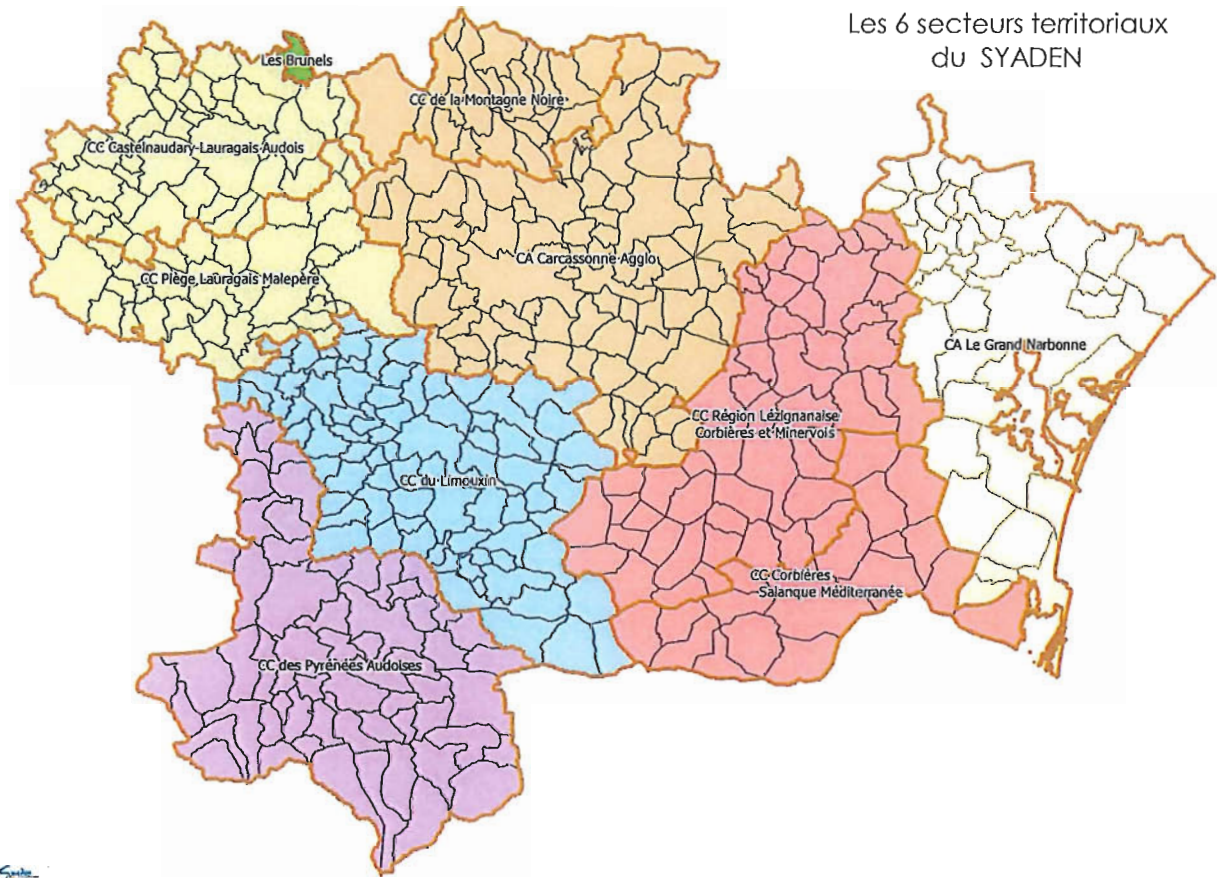 Les 6 secteurs territoriaux
du SYADEN
Les Brunels
CC de la Montagne Noire
CC Castelnaudary Lauragais Audois
CA Carcassonne Agglo
CC Piège Lauragais Malepère
CA Le Grand Narbonne
CC Région Lézignanaise
Corbières et Minervois
CC du Limouxin
CC Corbières
Salanque Méditerranée
CC des Pyrénées Audoises